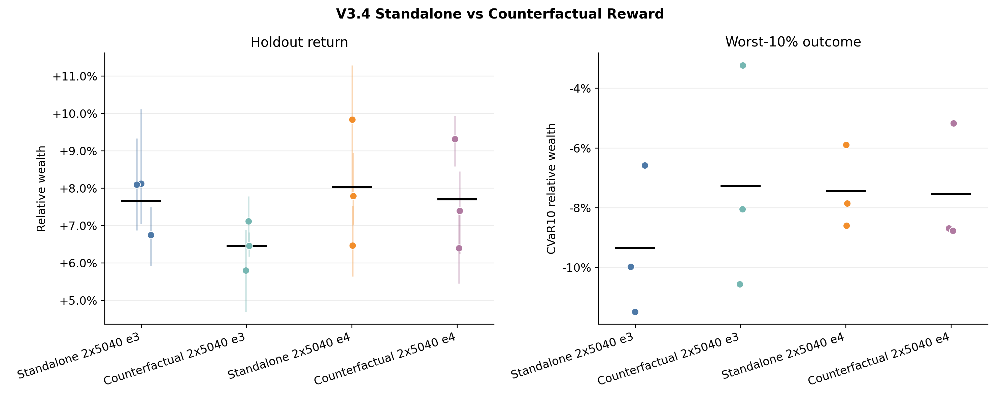 V3.4 Standalone vs Counterfactual Reward
Holdout return
Relative wealth
+11.0%
+10.0%
+9.0%
+8.0%
+7.0%
+6.0%
+5.0%
Standalone 2x5040 e3
Counterfactual 2x5040 e3
Standalone 2x5040 e4
Counterfactual 2x5040 e4
Worst-10% outcome
CVaR10 relative wealth
-4%
-6%
-8%
-10%
Standalone 2x5040 e3
Counterfactual 2x5040 e3
Standalone 2x5040 e4
Counterfactual 2x5040 e4